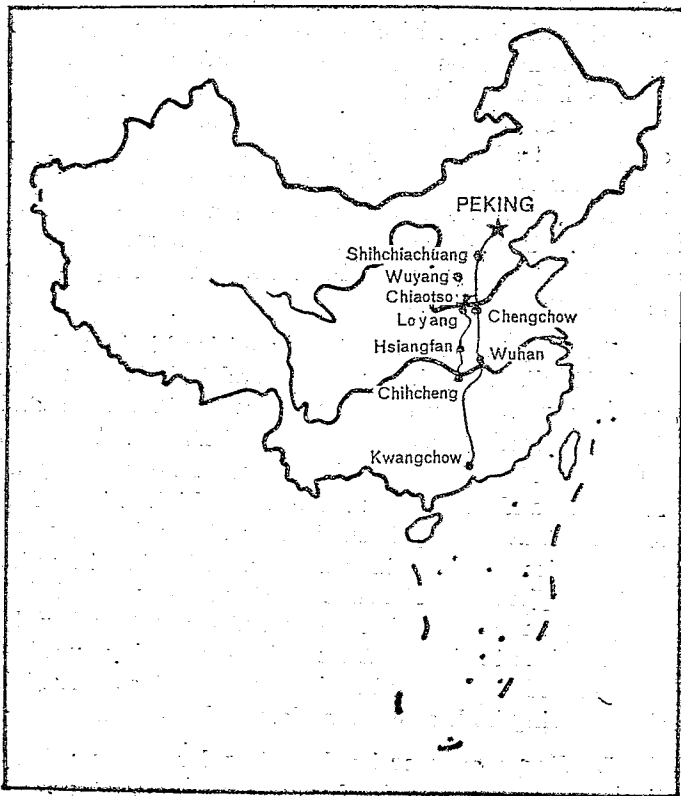 PEKING
Shihchiachuang
Wuyang
Chiaotso
Loyang
Chengchow
Hsiangfan
Wuhan
Chihcheng
Kwangchow